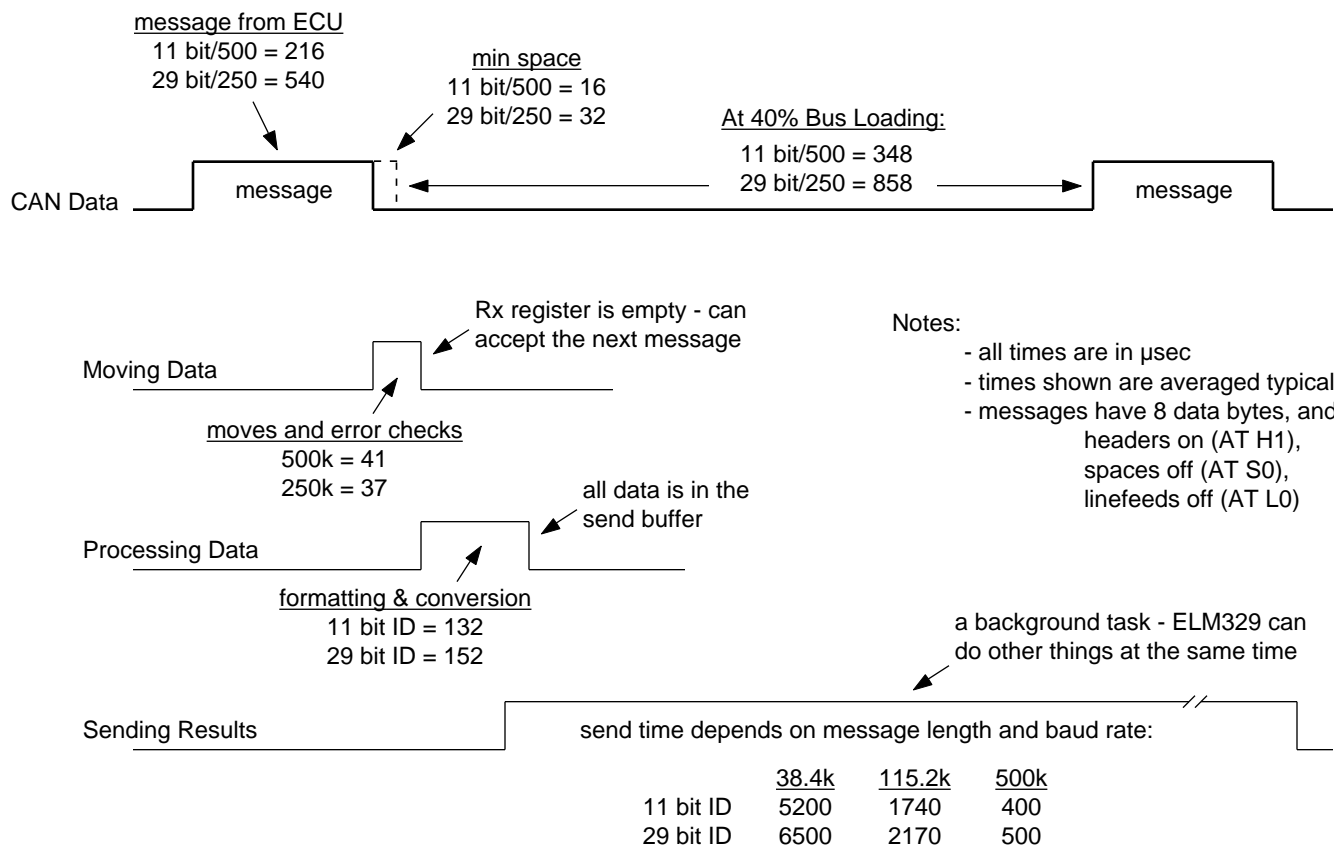 message from ECU
11 bit/500 = 216
29 bit/250 = 540
min space
11 bit/500 = 16
29 bit/250 = 32
At 40% Bus Loading:
11 bit/500 = 348
29 bit/250 = 858
CAN Data
message
message
Rx register is empty - can
accept the next message
Moving Data
moves and error checks
500k = 41
250k = 37
Notes:
- all times are in µsec
- times shown are averaged typical
- messages have 8 data bytes, and
headers on (AT H1),
spaces off (AT S0),
linefeeds off (AT L0)
all data is in the
send buffer
Processing Data
formatting & conversion
11 bit ID = 132
29 bit ID = 152
a background task - ELM329 can
do other things at the same time
Sending Results
send time depends on message length and baud rate:
38.4k 115.2k 500k
11 bit ID 5200 1740 400
29 bit ID 6500 2170 500